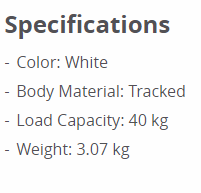 Specifications
- Color: White
- Body Material: Tracked
- Load Capacity: 40 kg
- Weight: 3.07 kg